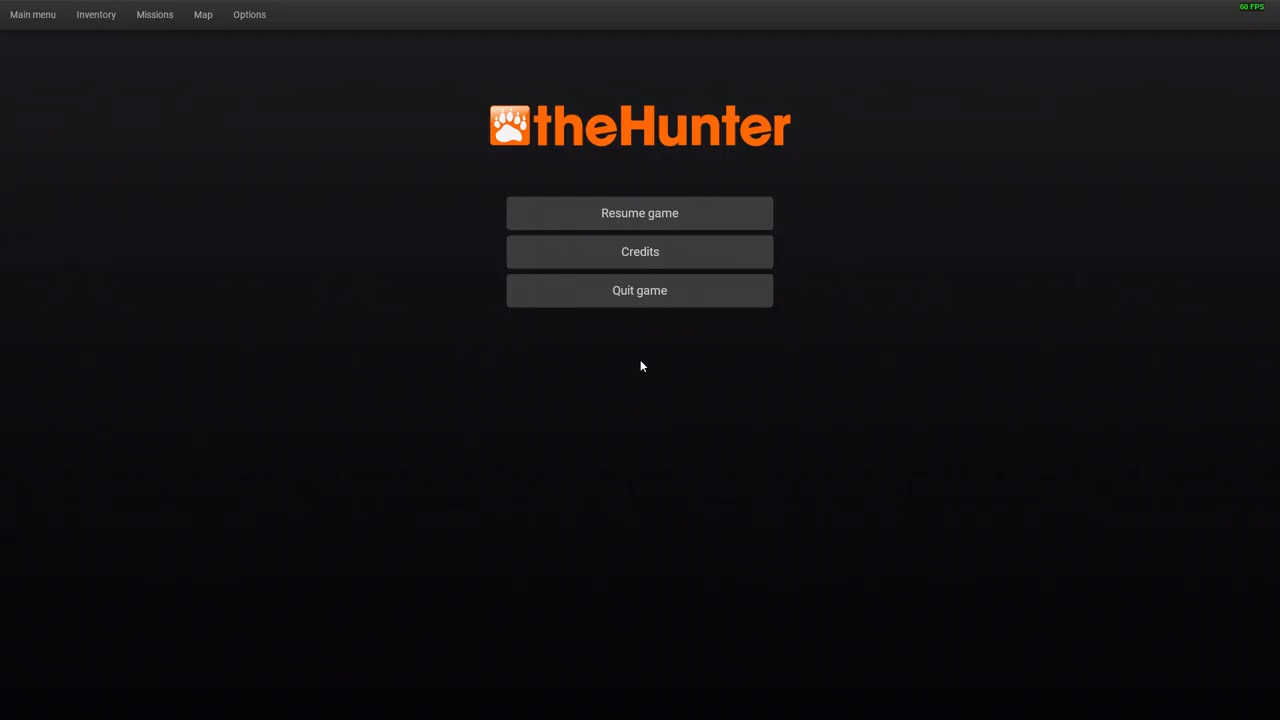 Main menu Inventory Missions Map Options 60 FPS
theHunter
Resume game
Credits
Quit game